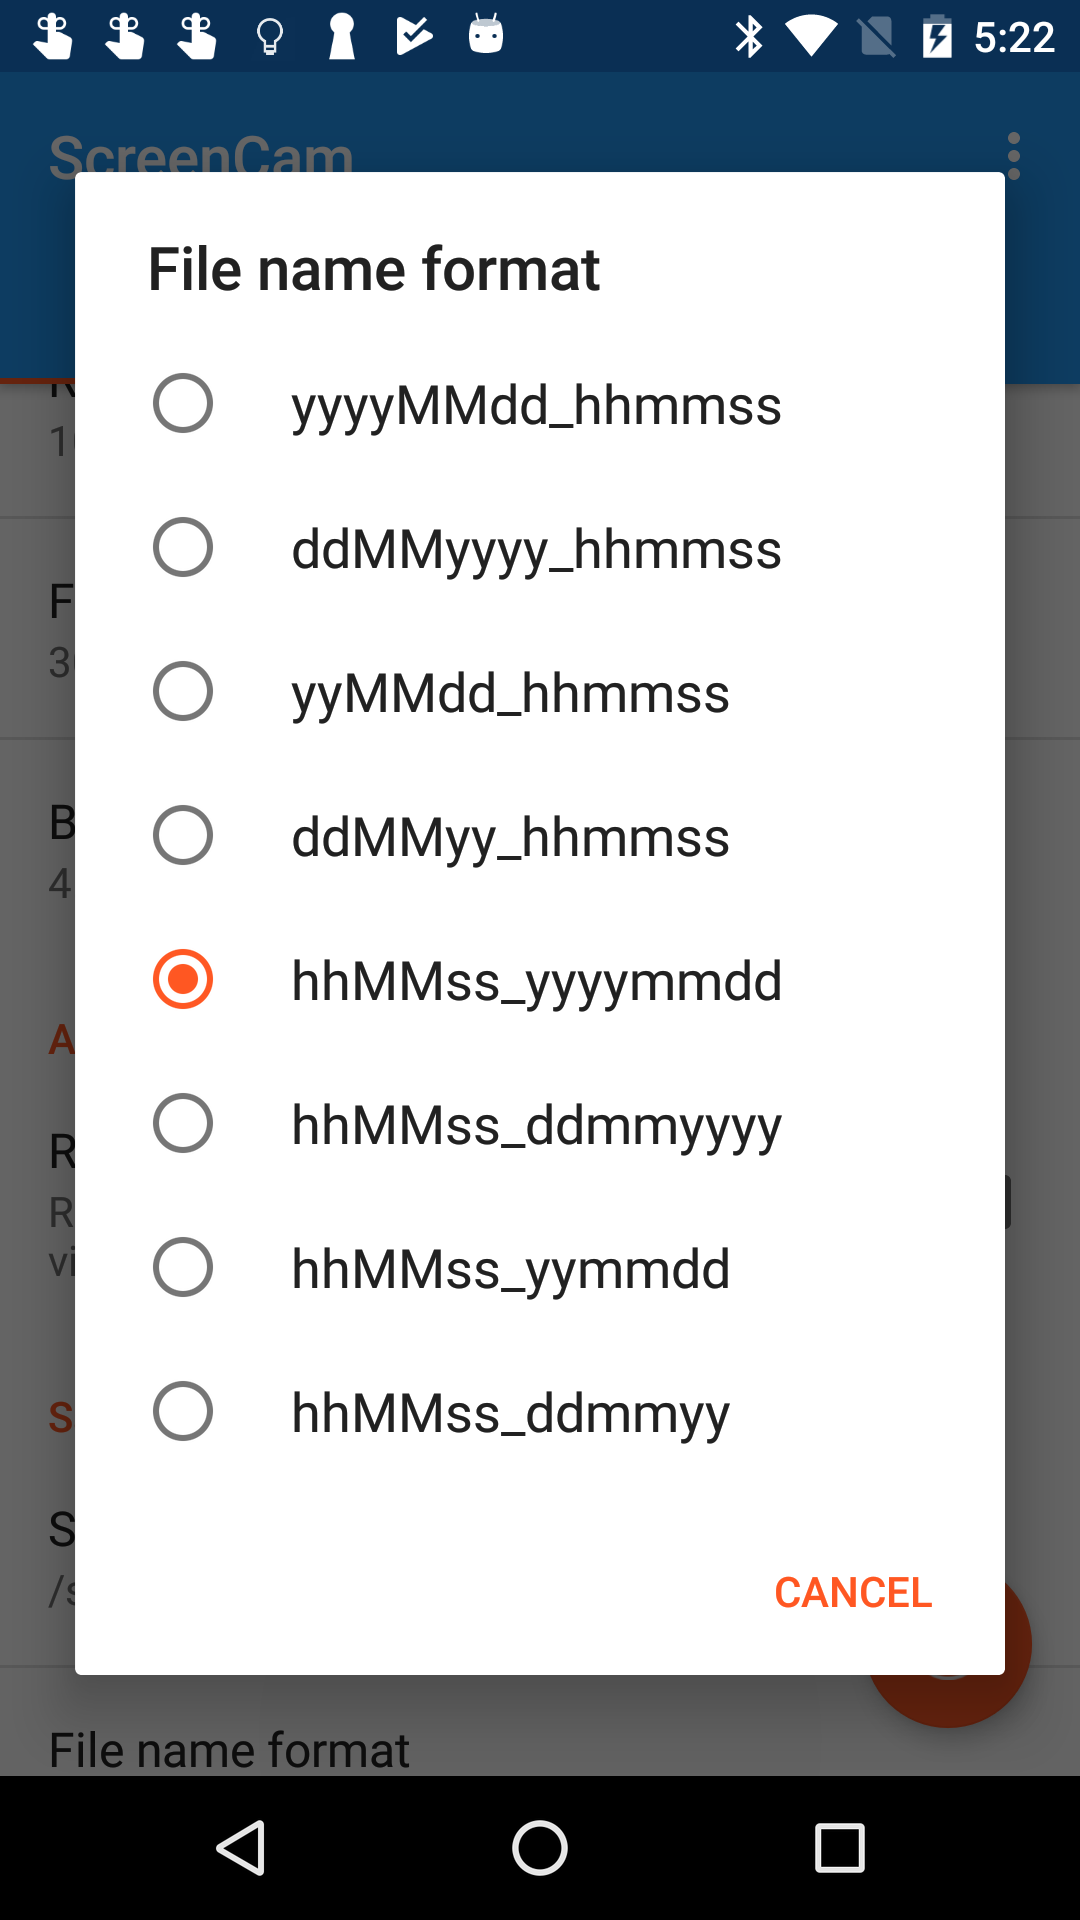 5:22
ScreenCam
File name format
yyyyMMdd_hhmmss
ddMMyyyy_hhmmss
yyMMdd_hhmmss
ddMMyy_hhmmss
hhMMss_yyyymmdd
hhMMss_ddmmyyyy
hhMMss_yymmdd
hhMMss_ddmmyy
CANCEL
File name format